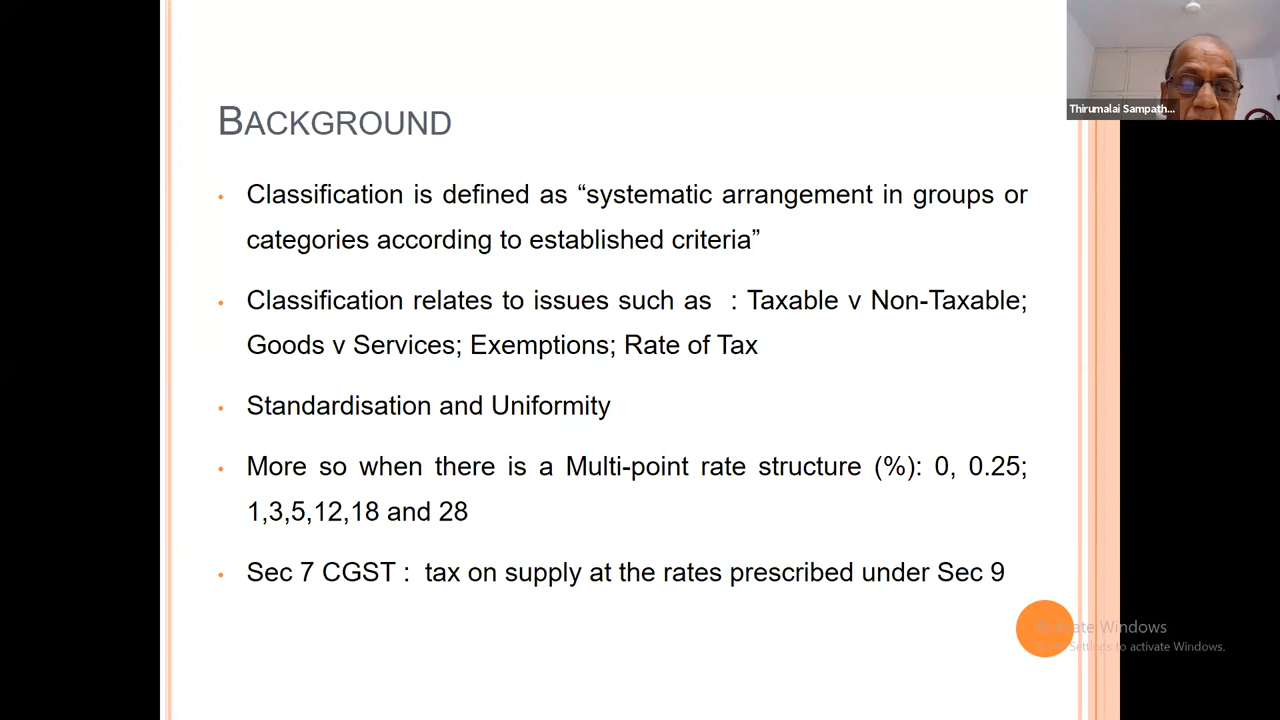 BACKGROUND
Thirumalai Sampath...
• Classification is defined as “systematic arrangement in groups or
categories according to established criteria”
• Classification relates to issues such as : Taxable v Non-Taxable;
Goods v Services; Exemptions; Rate of Tax
• Standardisation and Uniformity
• More so when there is a Multi-point rate structure (%): 0, 0.25;
1,3,5,12,18 and 28
• Sec 7 CGST : tax on supply at the rates prescribed under Sec 9
Activate Windows
Settings to activate Windows.